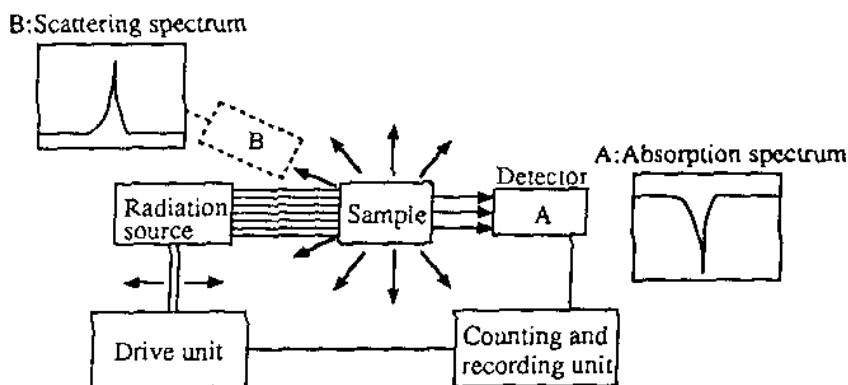 B:Scattering spectrum
B
A:Absorption spectrum
Detector
Radiation
source
Sample
A
Drive unit
Counting and
recording unit